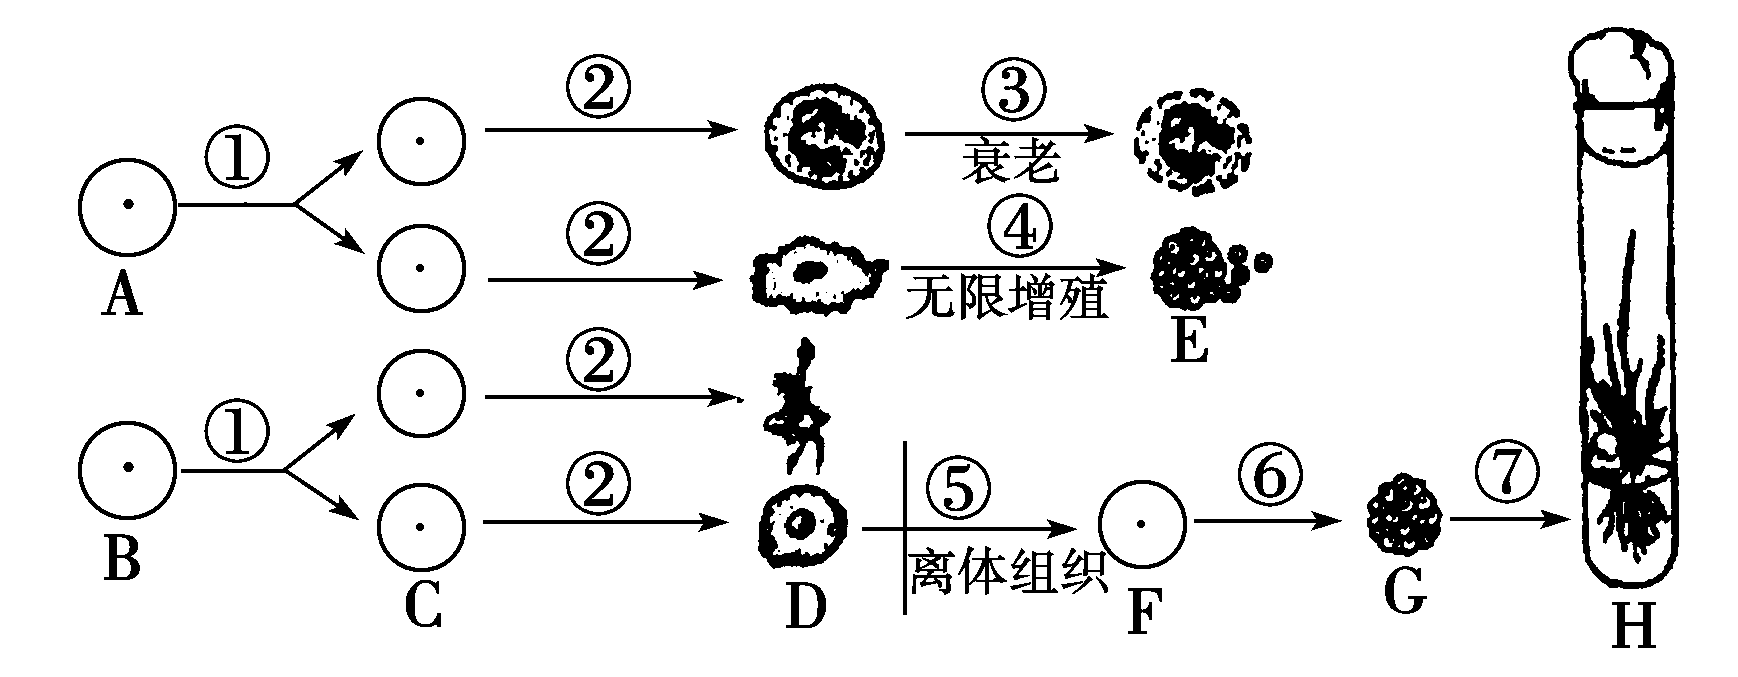 ② ③
① 衰老
A ② ④
无限增殖
E
②
① ② ⑤ ⑥ ⑦
离体组织
B C D F G H